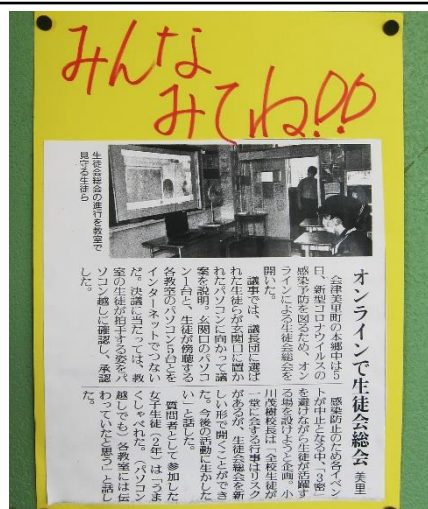 みんな
みてね!!
生徒会総会の進行を教室で
見守る生徒ら
オンラインで生徒会総会 美里
会津美里町の本郷中は5
日、新型コロナウイルスの
感染予防を図るため、オン
ラインによる生徒会総会を
開いた。
議事では、議長団に選ば
れた生徒らが玄関口に置か
れたパソコンに向かって議
案を説明。玄関口のパソコ
ン1台と、生徒が傍聴する
各教室のパソコン5台とを
インターネットでつない
だ。決議に当たっては、教
室の生徒が拍手する姿をパ
ソコン越しに確認し、承認
した。
感染防止のため各イベン
トが中止となる中、「3密」
を避けながら生徒が活躍す
る場を設けようと企画。小
川茂樹校長は「全校生徒が
一堂に会する行事はリスク
があるが、生徒会総会を新
しい形で開くことができ
た。今後の活動に生かした
い」と話した。
質問者として参加した
女子生徒(2年)は「うま
くしゃべれた。(パソコン
越しでも)各教室には伝
わっていたと思う」と話し
た。